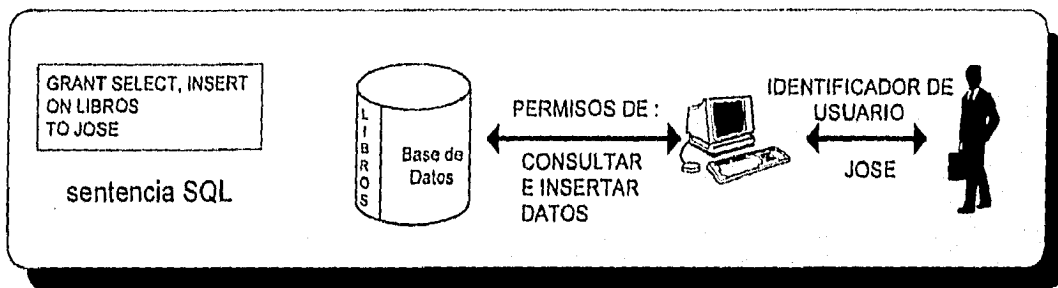 GRANT SELECT, INSERT
ON LIBROS
TO JOSE
sentencia SQL
LIBROS
Base de
Datos
PERMISOS DE :
CONSULTAR
E INSERTAR
DATOS
IDENTIFICADOR DE
USUARIO
JOSE